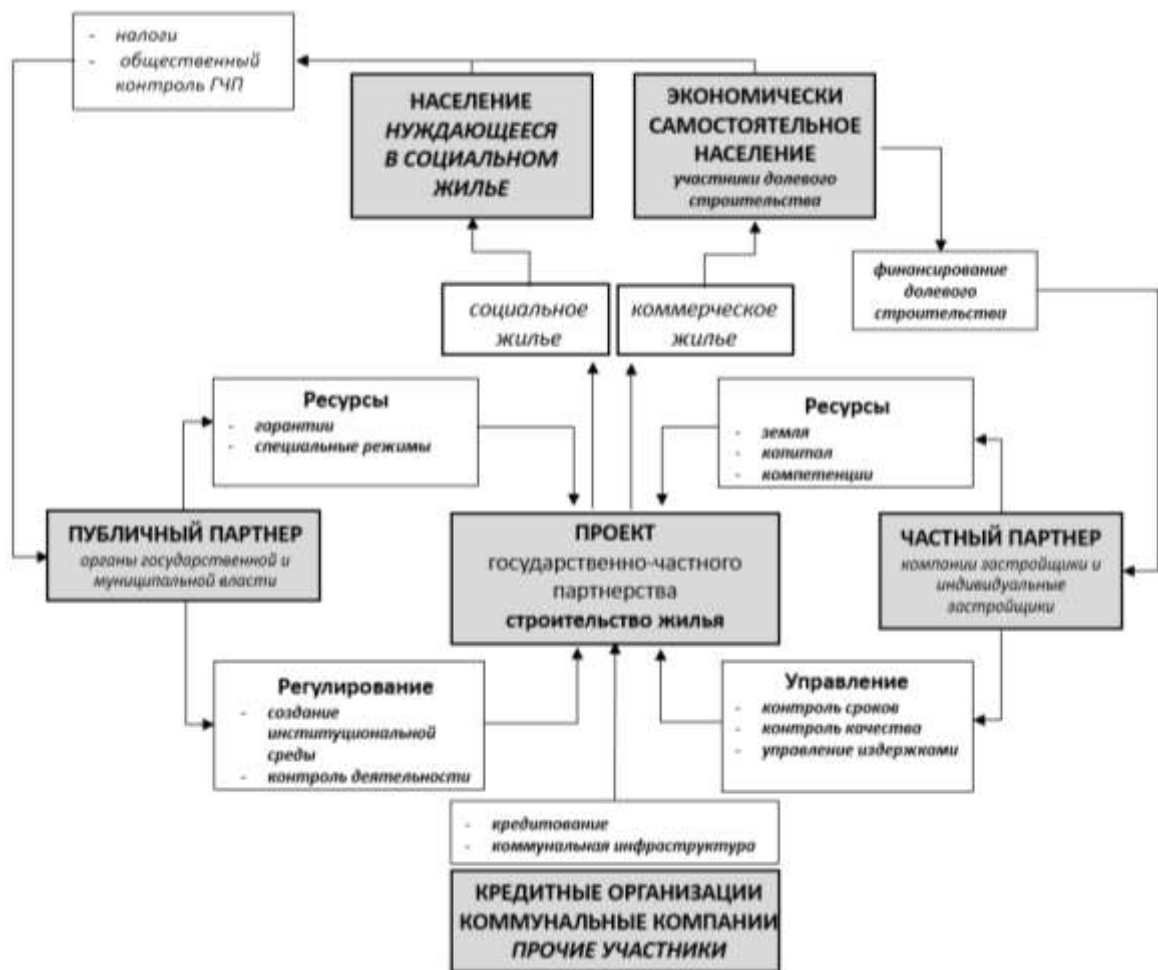 - налоги
- общественный
контроль ГЧП
НАСЕЛЕНИЕ
НУЖДАЮЩЕЕСЯ
В СОЦИАЛЬНОМ
ЖИЛЬЕ
ЭКОНОМИЧЕСКИ
САМОСТОЯТЕЛЬНОЕ
НАСЕЛЕНИЕ
участники долевого
строительства
финансирование
долевого
строительства
социальное
жилье
коммерческое
жилье
Ресурсы
- гарантии
- специальные режимы
Ресурсы
- земля
- капитал
- компетенции
ПУБЛИЧНЫЙ ПАРТНЕР
органы государственной и
муниципальной власти
ПРОЕКТ
государственно-частного
партнерства
строительство жилья
ЧАСТНЫЙ ПАРТНЕР
компании застройщики и
индивидуальные
застройщики
Регулирование
- создание
институциональной
среды
- контроль деятельности
Управление
- контроль сроков
- контроль качества
- управление издержками
- кредитование
- коммунальная инфраструктура
КРЕДИТНЫЕ ОРГАНИЗАЦИИ
КОММУНАЛЬНЫЕ КОМПАНИИ
ПРОЧИЕ УЧАСТНИКИ